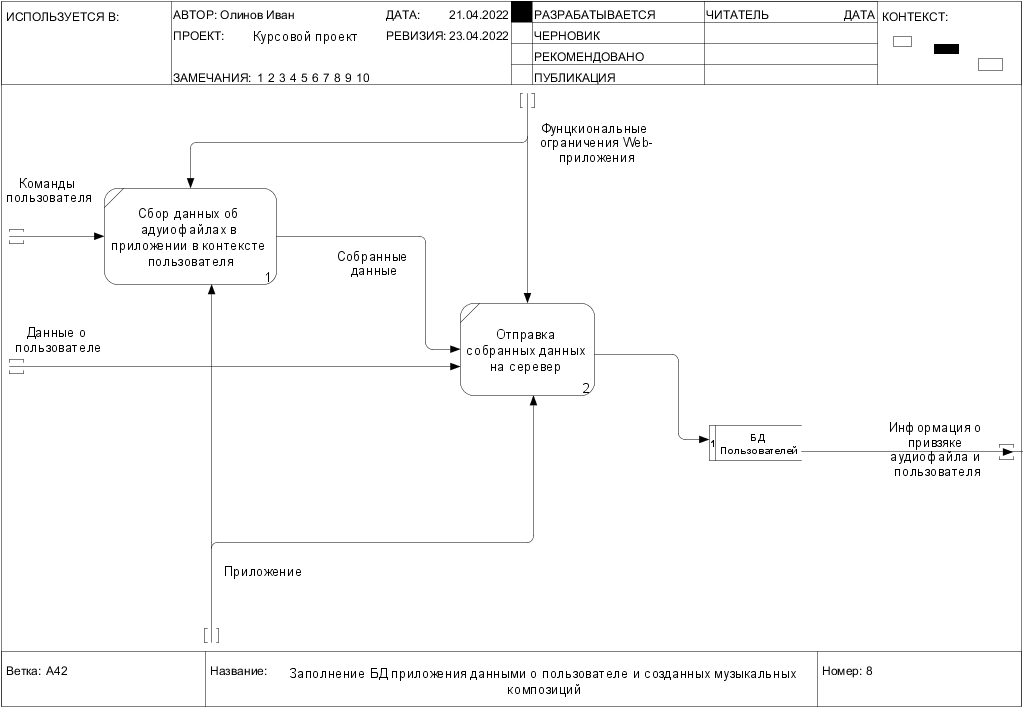 ИСПОЛЬЗУЕТСЯ В:
АВТОР: Олинов Иван
ДАТА: 21.04.2022
ПРОЕКТ: Курсовой проект
РЕВИЗИЯ: 23.04.2022
ЗАМЕЧАНИЯ: 1 2 3 4 5 6 7 8 9 10
РАЗРАБАТЫВАЕТСЯ
ЧЕРНОВИК
РЕКОМЕНДОВАНО
ПУБЛИКАЦИЯ
ЧИТАТЕЛЬ ДАТА
КОНТЕКСТ:
Фунцкиональные
ограничения Web-
приложения
Команды
пользователя
Сбор данных об
адуиофайлах в
приложении в контексте
пользователя
1
Собранные
данные
Данные о
пользователе
Отправка
собранных данных
на серевер
2
1
БД
Пользователей
Информация о
привзяке
аудиофайла и
пользователя
Приложение
Ветка: A42
Название:
Заполнение БД приложения данными о пользователе и созданных музыкальных
композиций
Номер: 8